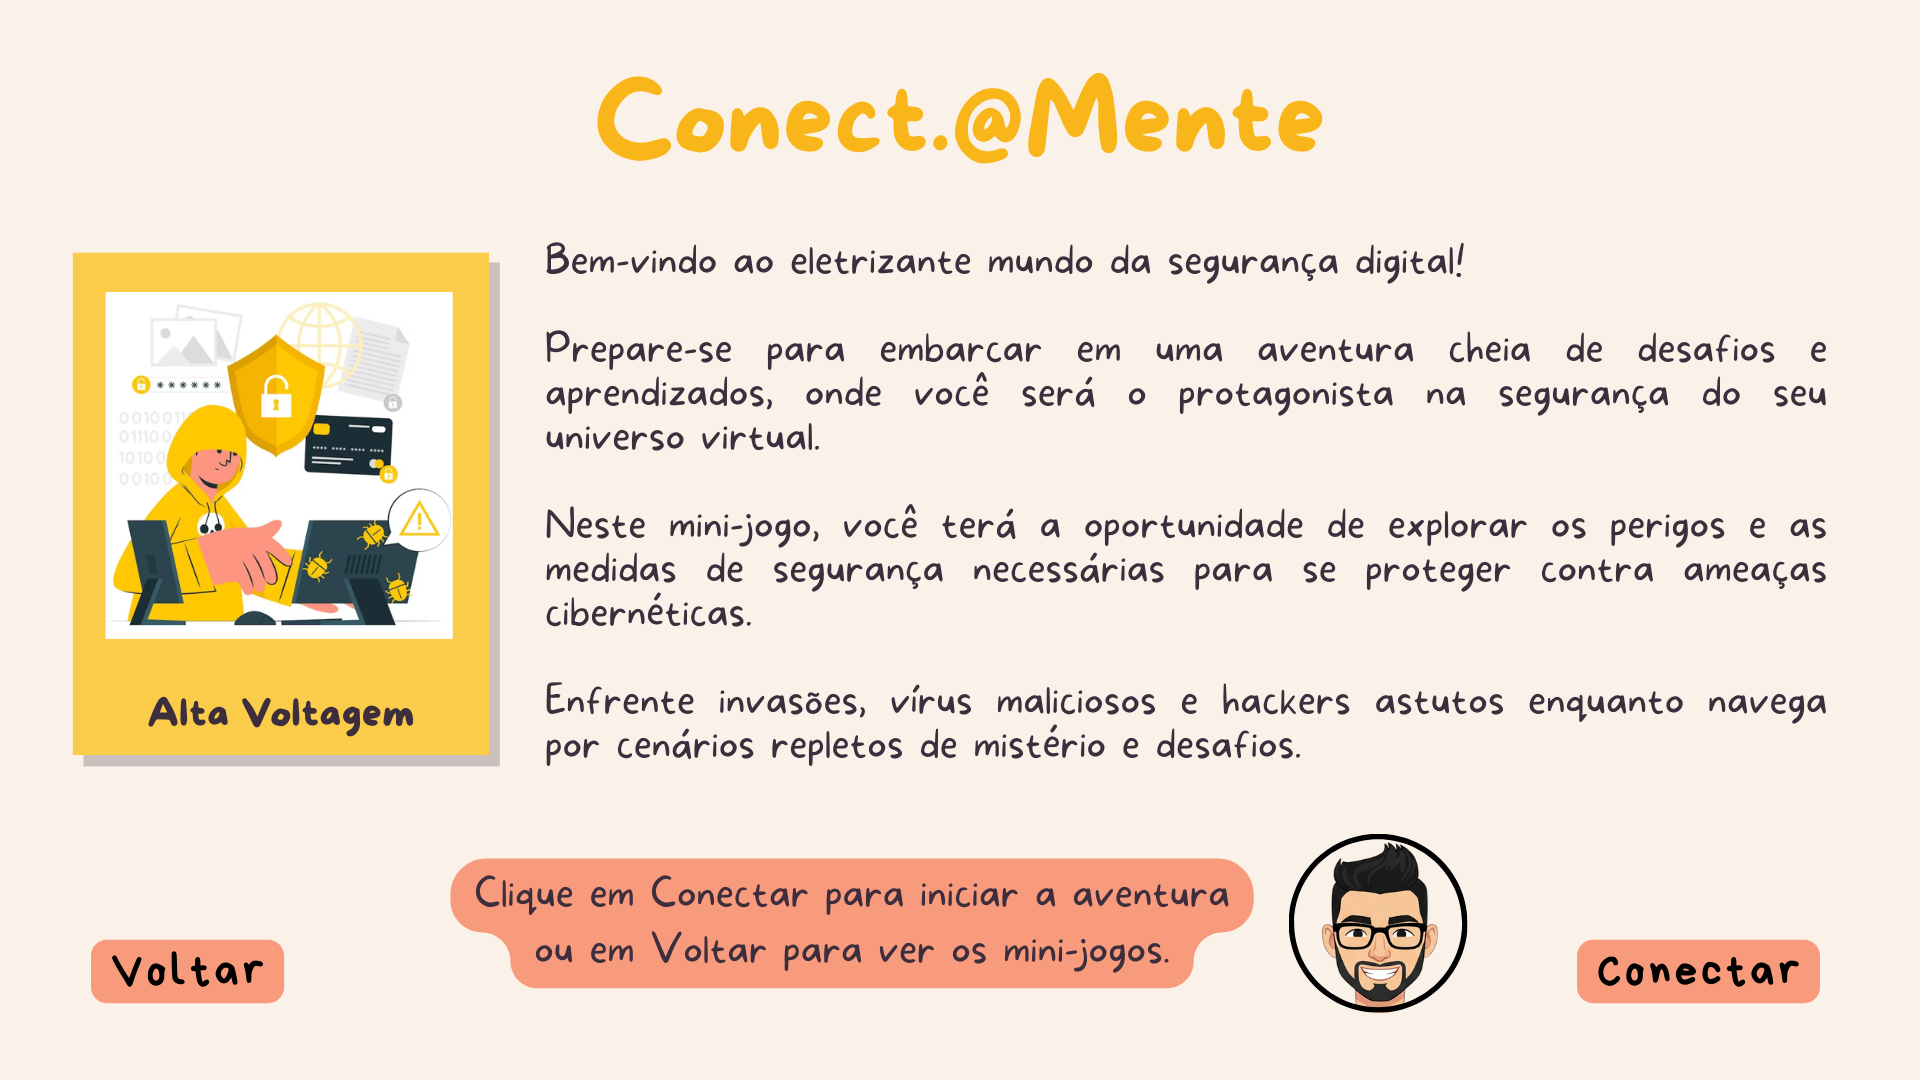 Conect.@Mente
Bem-vindo ao eletrizante mundo da segurança digital!
Prepare-se para embarcar em uma aventura cheia de desafios e
aprendizados, onde você será o protagonista na segurança do seu
universo virtual.
Neste mini-jogo, você terá a oportunidade de explorar os perigos e as
medidas de segurança necessárias para se proteger contra ameaças
cibernéticas.
Enfrente invasões, vírus maliciosos e hackers astutos enquanto navega
por cenários repletos de mistério e desafios.
******
0010011
011100
10100
00100
!
Alta Voltagem
Clique em Conectar para iniciar a aventura
ou em Voltar para ver os mini-jogos.
Voltar
Conectar